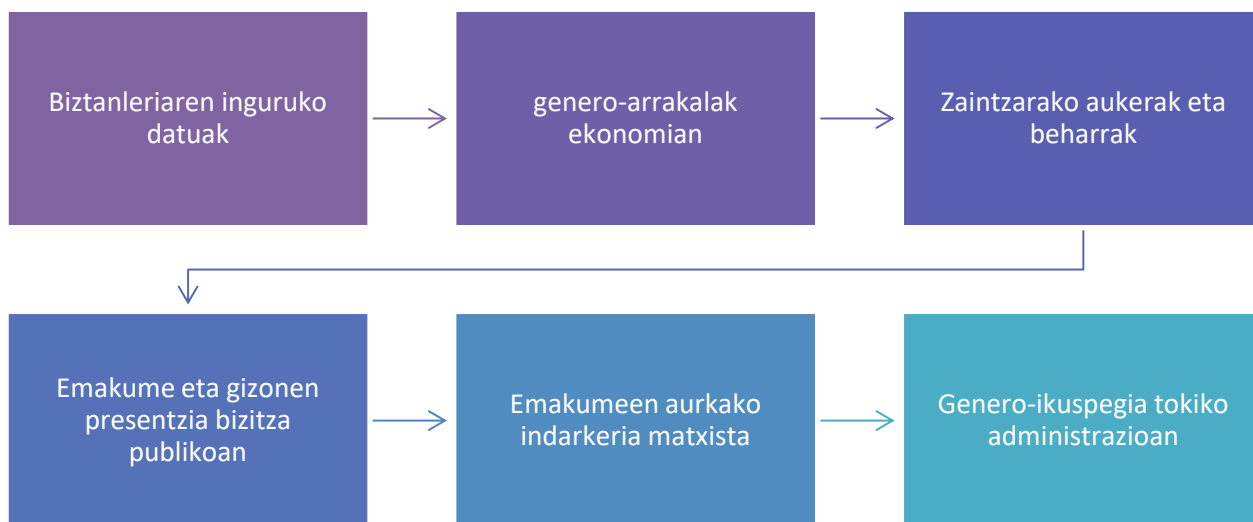 Biztanleriaren inguruko
datuak
genero-arrakalak
ekonomian
Zaintzarako aukerak eta
beharrak
Emakume eta gizonen
presentzia bizitza
publikoan
Emakumeen aurkako
indarkeria matxista
Genero-ikuspegia tokiko
administrazioan